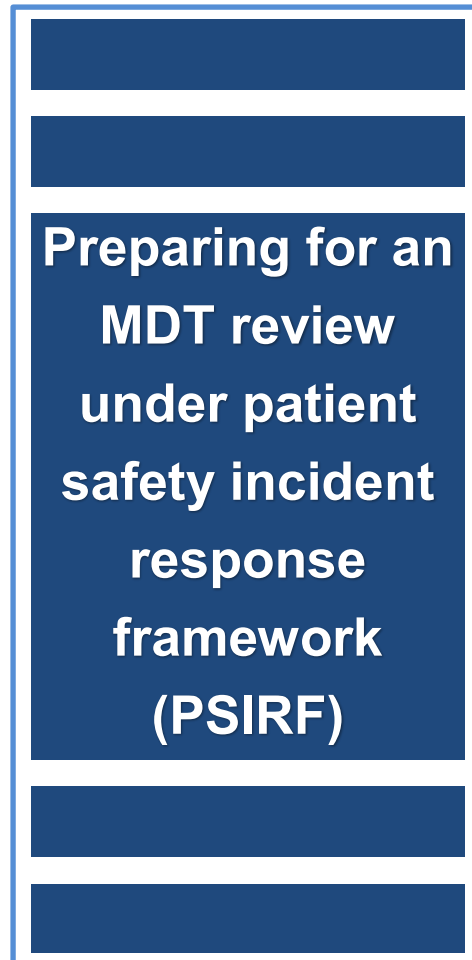 Preparing for an
MDT review
under patient
safety incident
response
framework
(PSIRF)